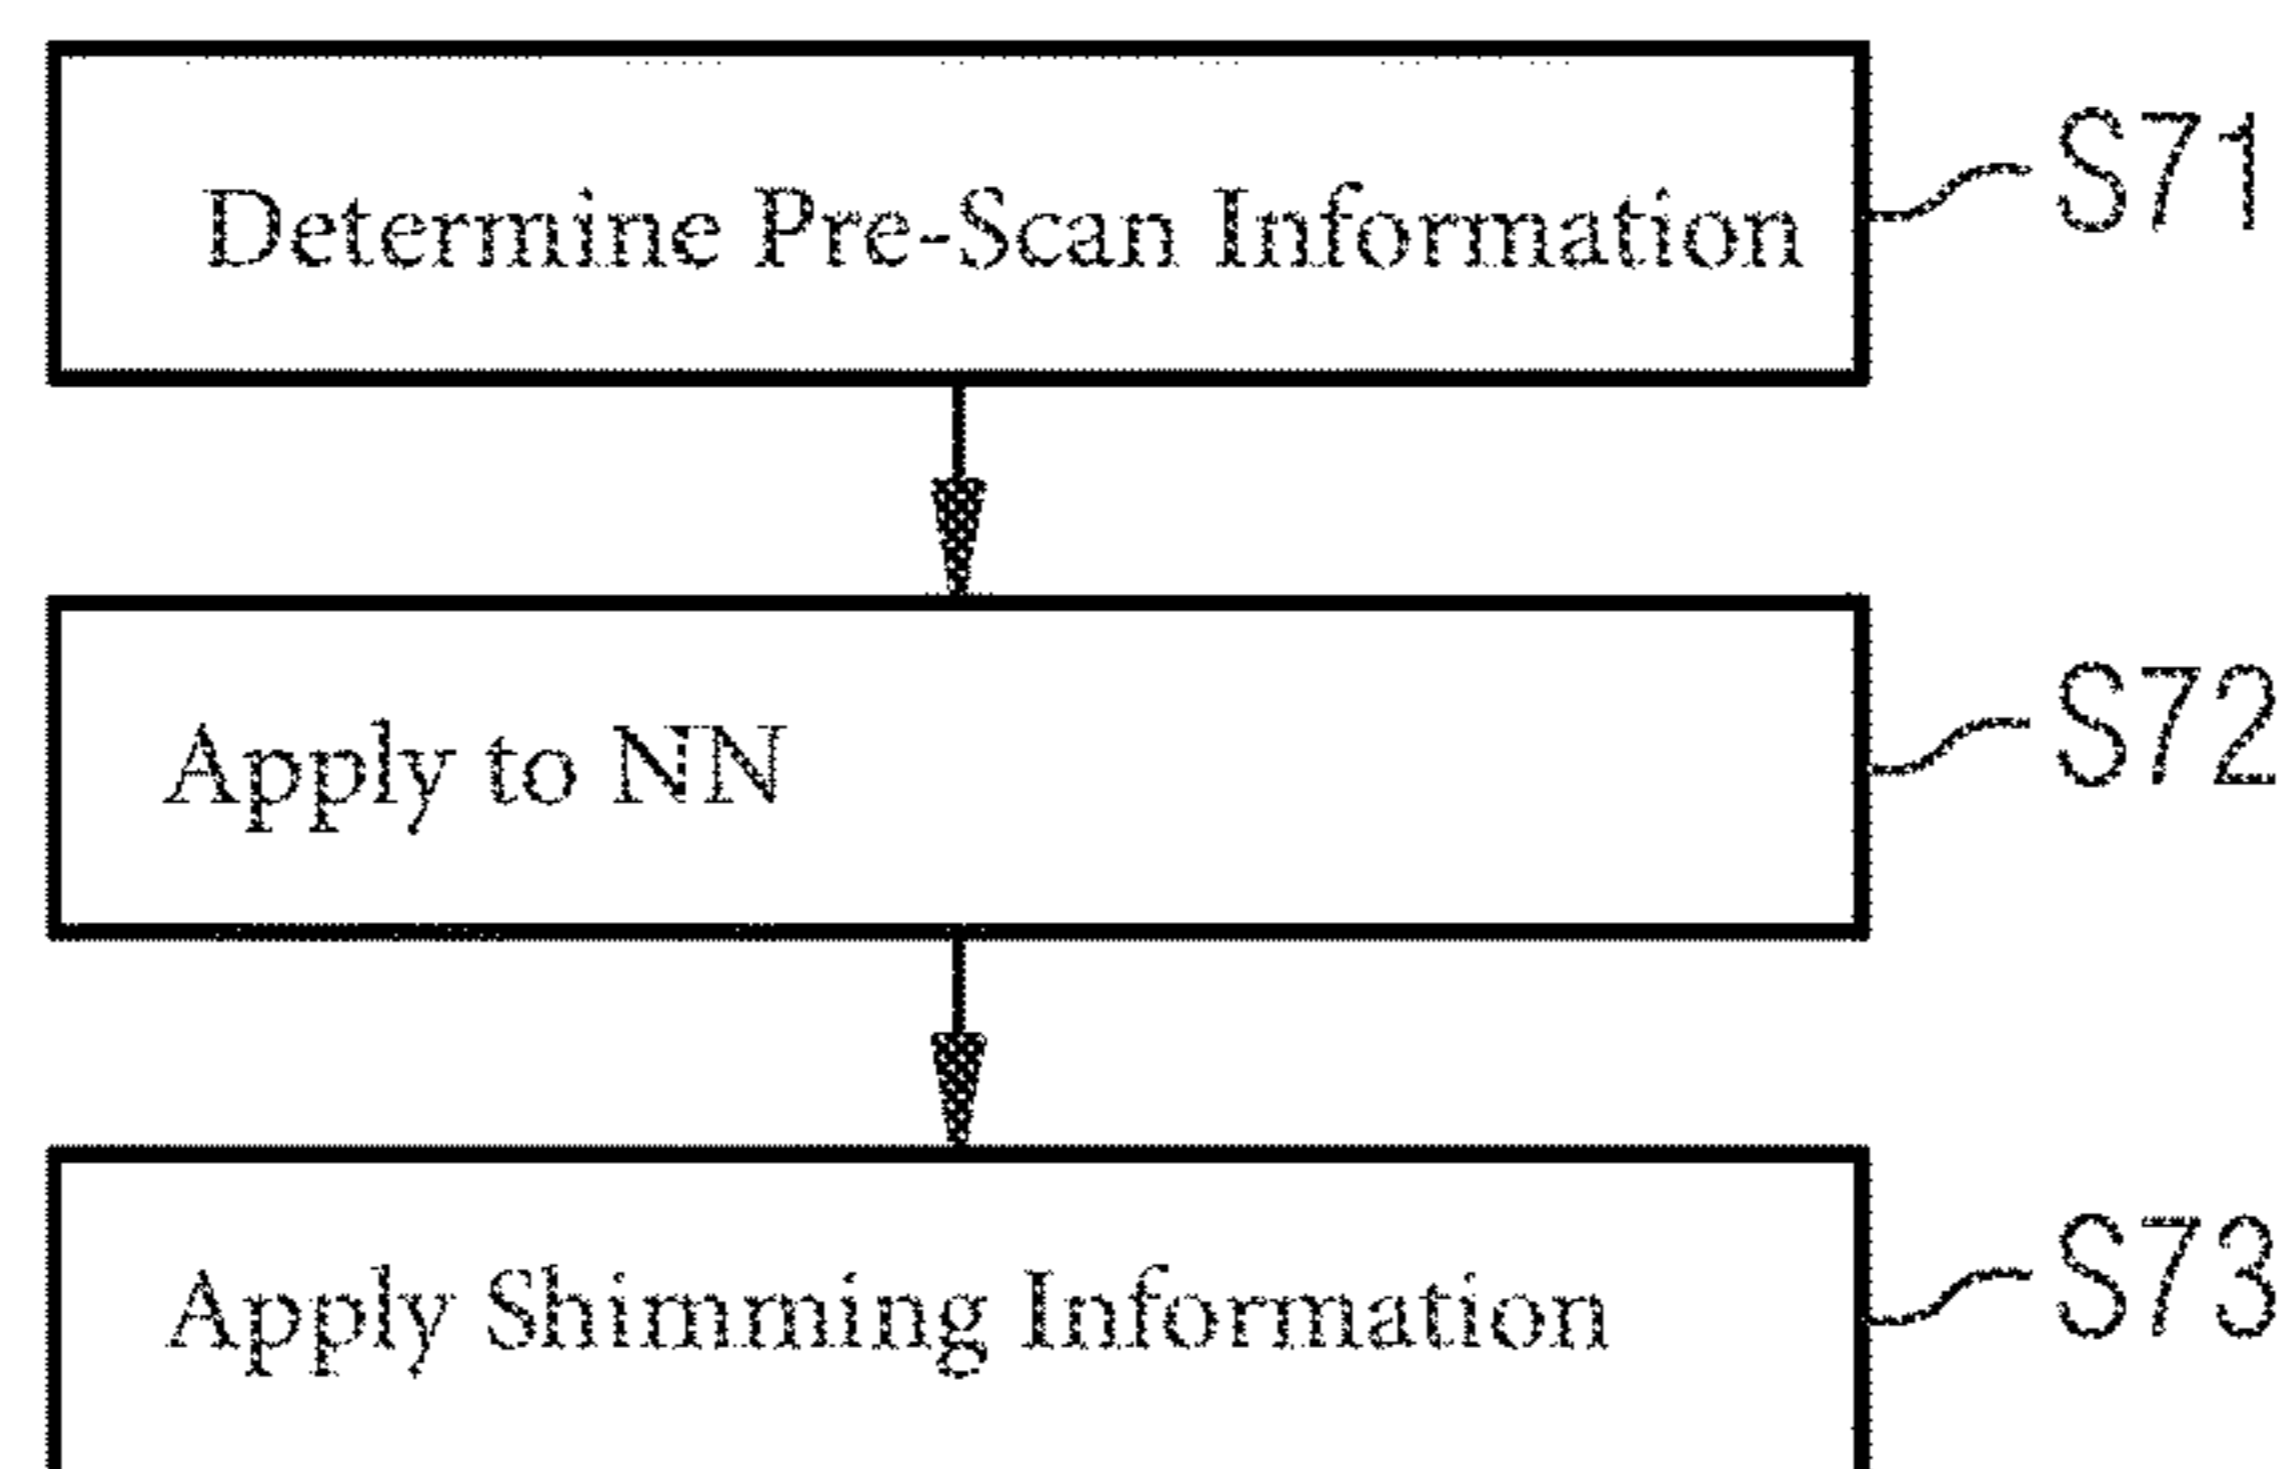 Determine Pre-Scan Information
S71
Apply to NN
S72
Apply Shimming Information
S73